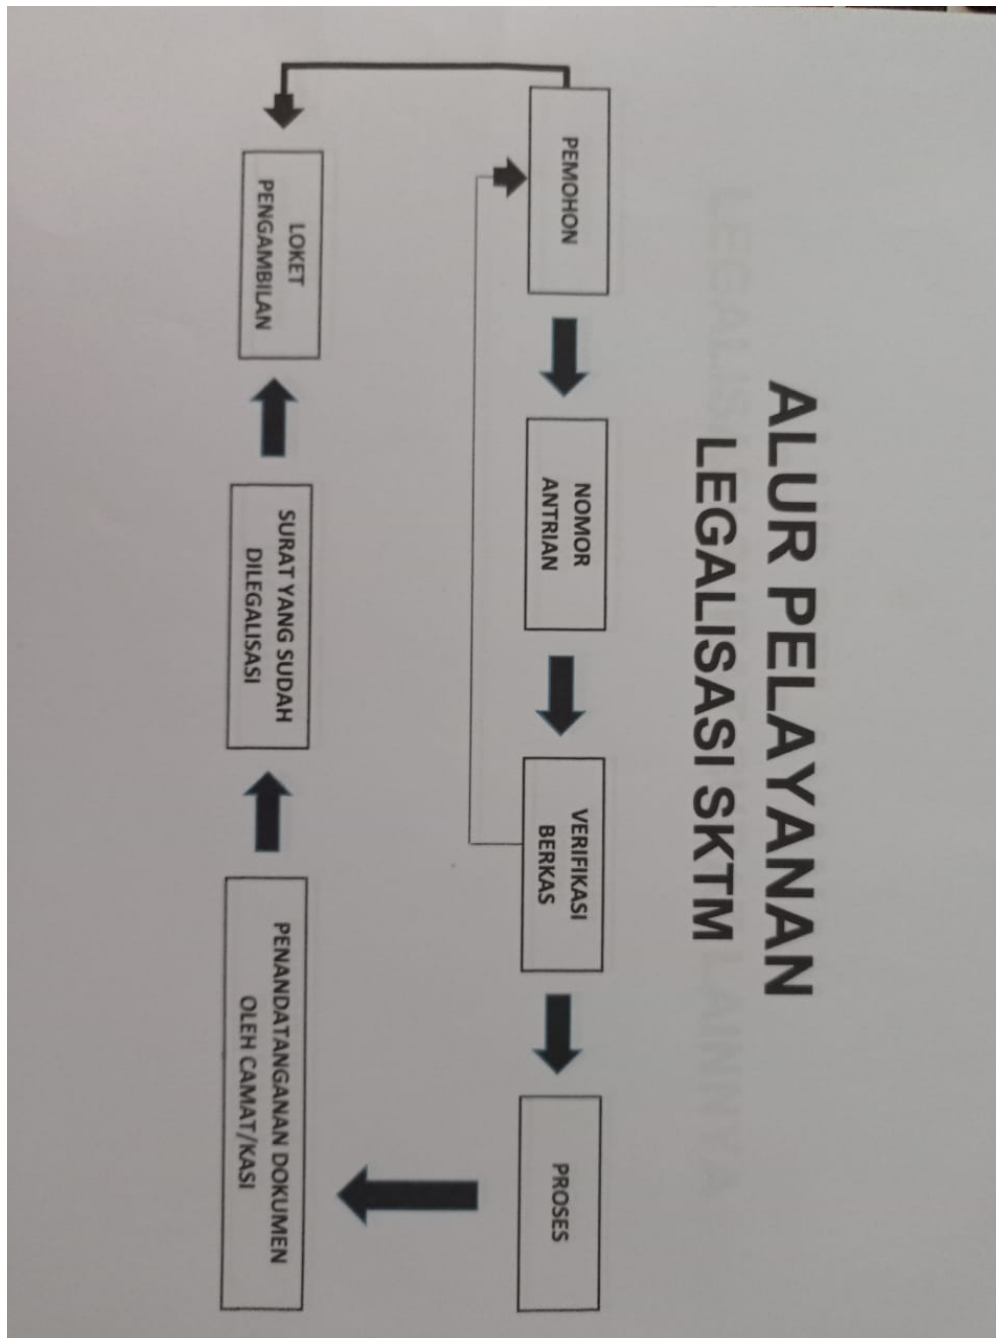 ALUR PELAYANAN
LEGALISASI SKTM
PEMOHON
NOMOR
ANTRIAN
VERIFIKASI
BERKAS
PROSES
LOKET
PENGAMBILAN
SURAT YANG SUDAH
DILEGALISASI
PENANDATANGANAN DOKUMEN
OLEH CAMAT/KASI